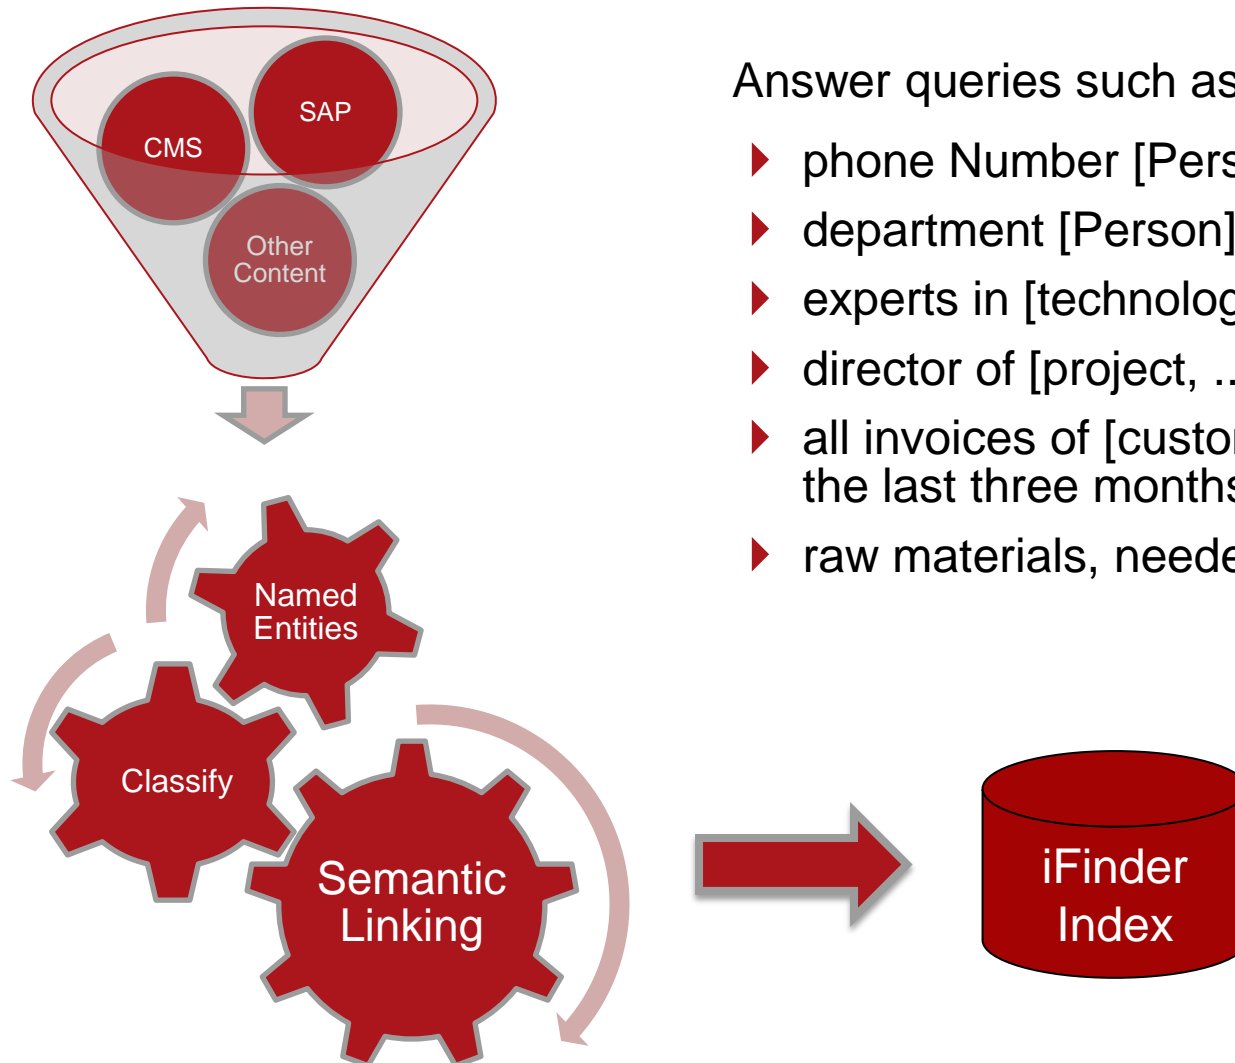 SAP
CMS
Other
Content
Named
Entities
Classify
Semantic
Linking
Answer queries such as
phone Number [Pers
department [Person]
experts in [technolog
director of [project, ..
all invoices of [custo
the last three months
raw materials, neede
iFinder
Index